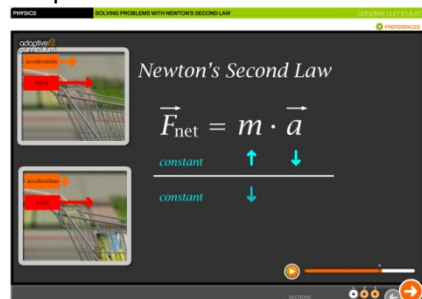 PHYSICS
SOLVING PROBLEMS WITH NEWTON'S SECOND LAW
adaptive curriculum
PREFERENCES
adaptive
curriculum
acceleration
force
Newton's Second Law
F⃗net = m · a⃗
constant ↑ ↓
constant ↓
acceleration
force
SECTIONS